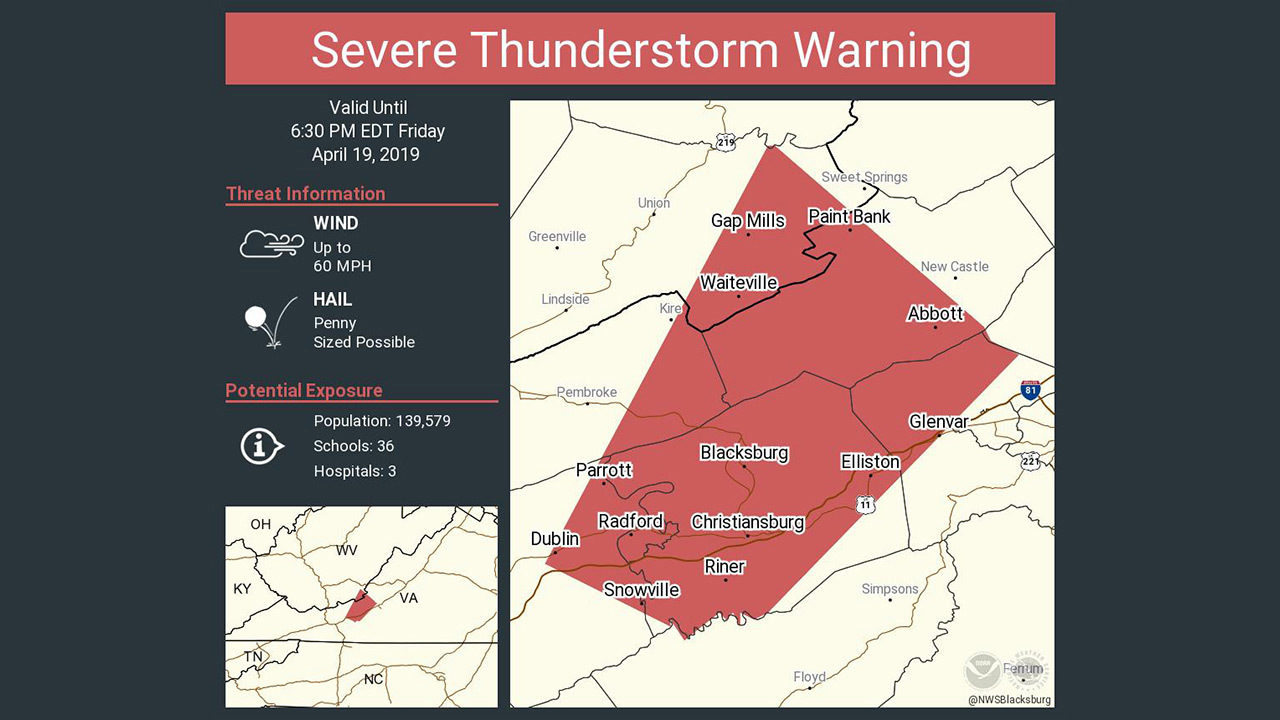 Severe Thunderstorm Warning
Valid Until
6:30 PM EDT Friday
April 19, 2019
Threat Information
WIND
Up to
60 MPH
HAIL
Penny
Sized Possible
Potential Exposure
Population: 139,579
Schools: 36
Hospitals: 3
OH
WV
KY
VA
TN
NC
219
Sweet Springs
Union
Gap Mills
Paint Bank
Greenville
New Castle
Waiteville
Lindside
Kire
Abbott
81
Pembroke
Glenvar
Blacksburg
Elliston
221
Parrott
11
Radford
Christiansburg
Dublin
Riner
Snowville
Simpsons
Ferrum
Floyd
@NWSBlacksburg